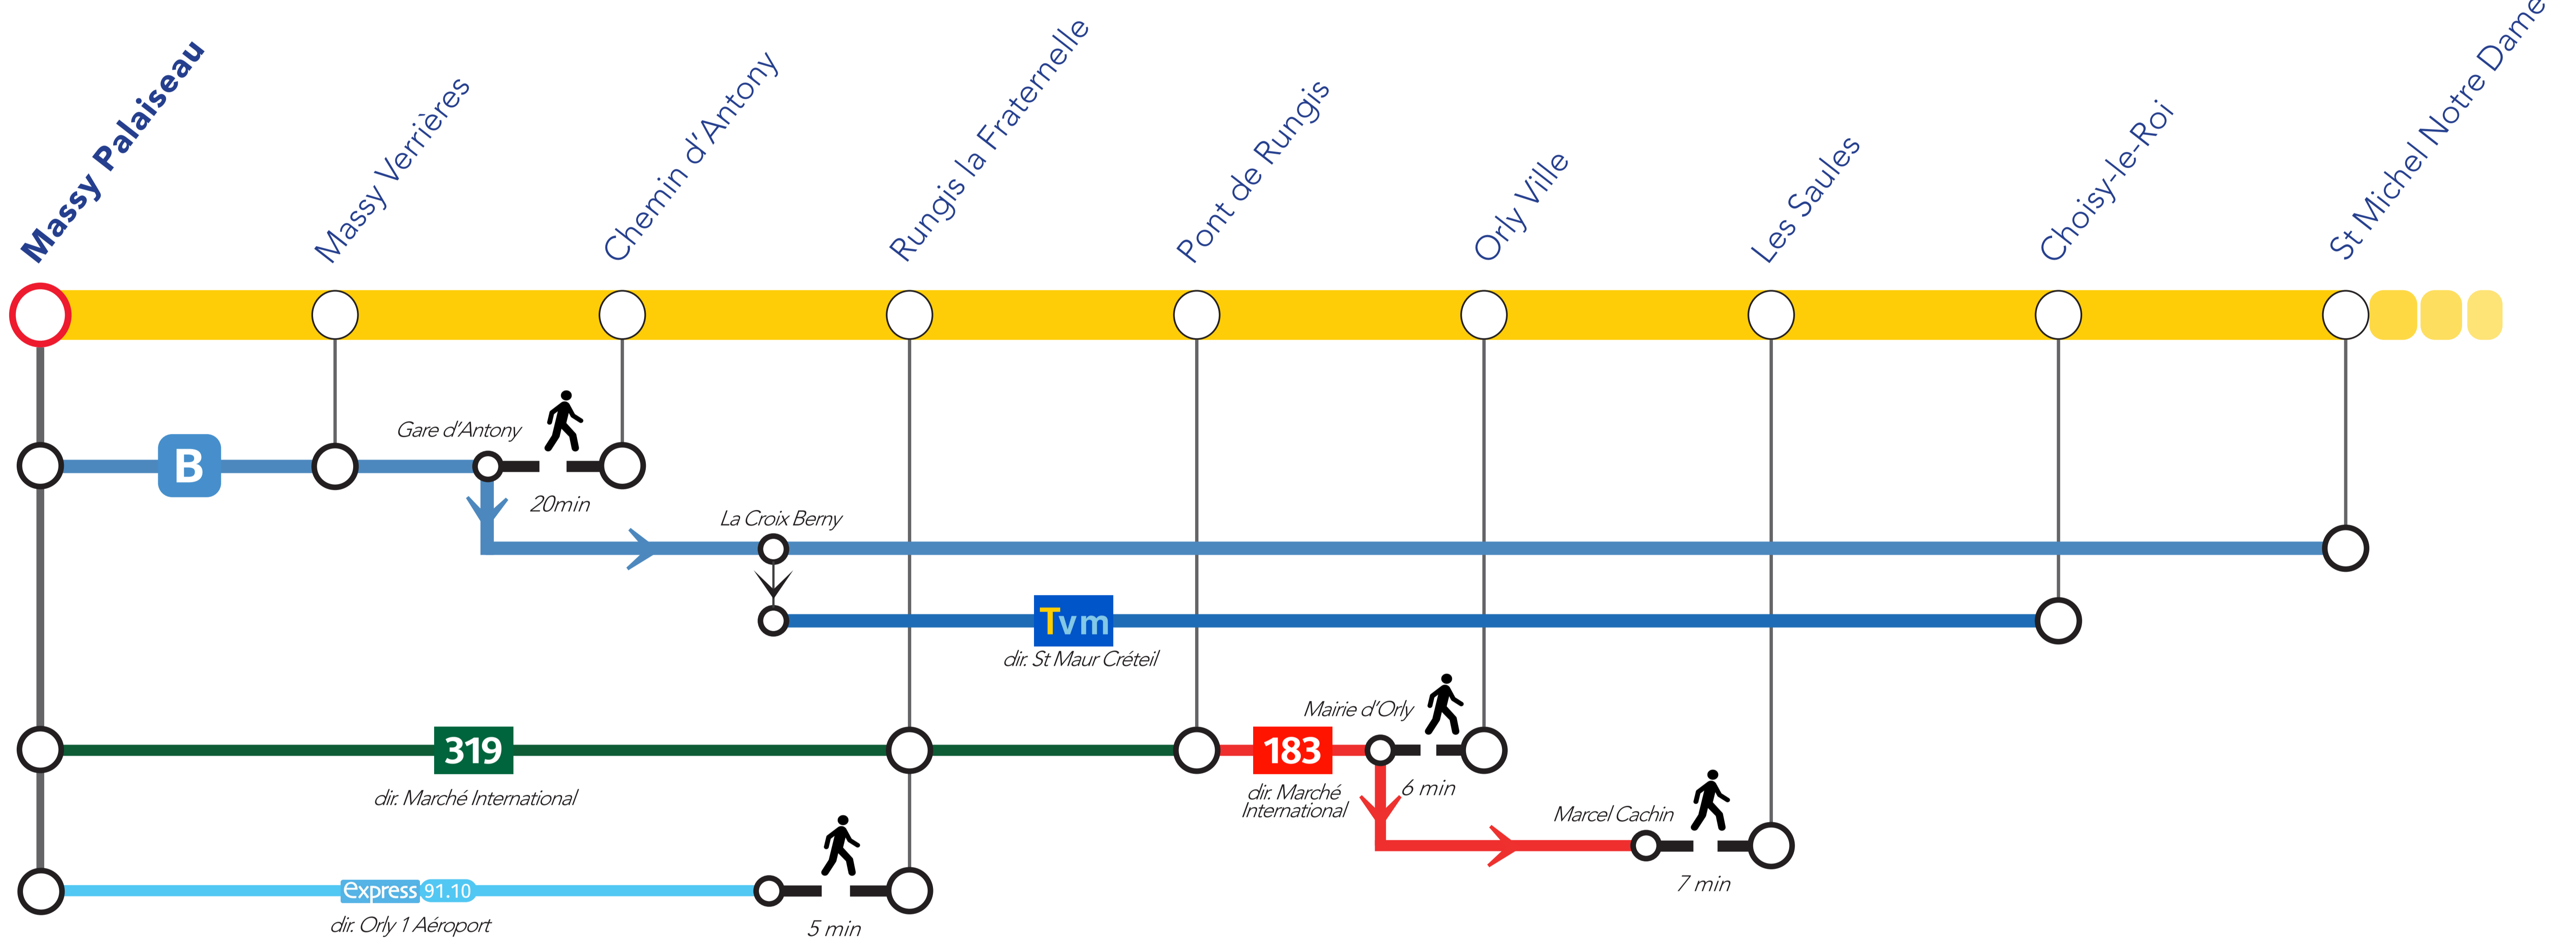 Massy Palaiseau
Massy Verrières
Chemin d'Antony
Rungis la Fraternelle
Pont de Rungis
Orly Ville
Les Saules
Choisy-le-Roi
St Michel Notre Dame
Gare d'Antony
B
20min
La Croix Berny
Tvm
dir. St Maur Créteil
Mairie d'Orly
319
183
dir. Marché International
dir. Marché
International
6 min
Marcel Cachin
7 min
express 91.10
dir. Orly 1 Aéroport
5 min